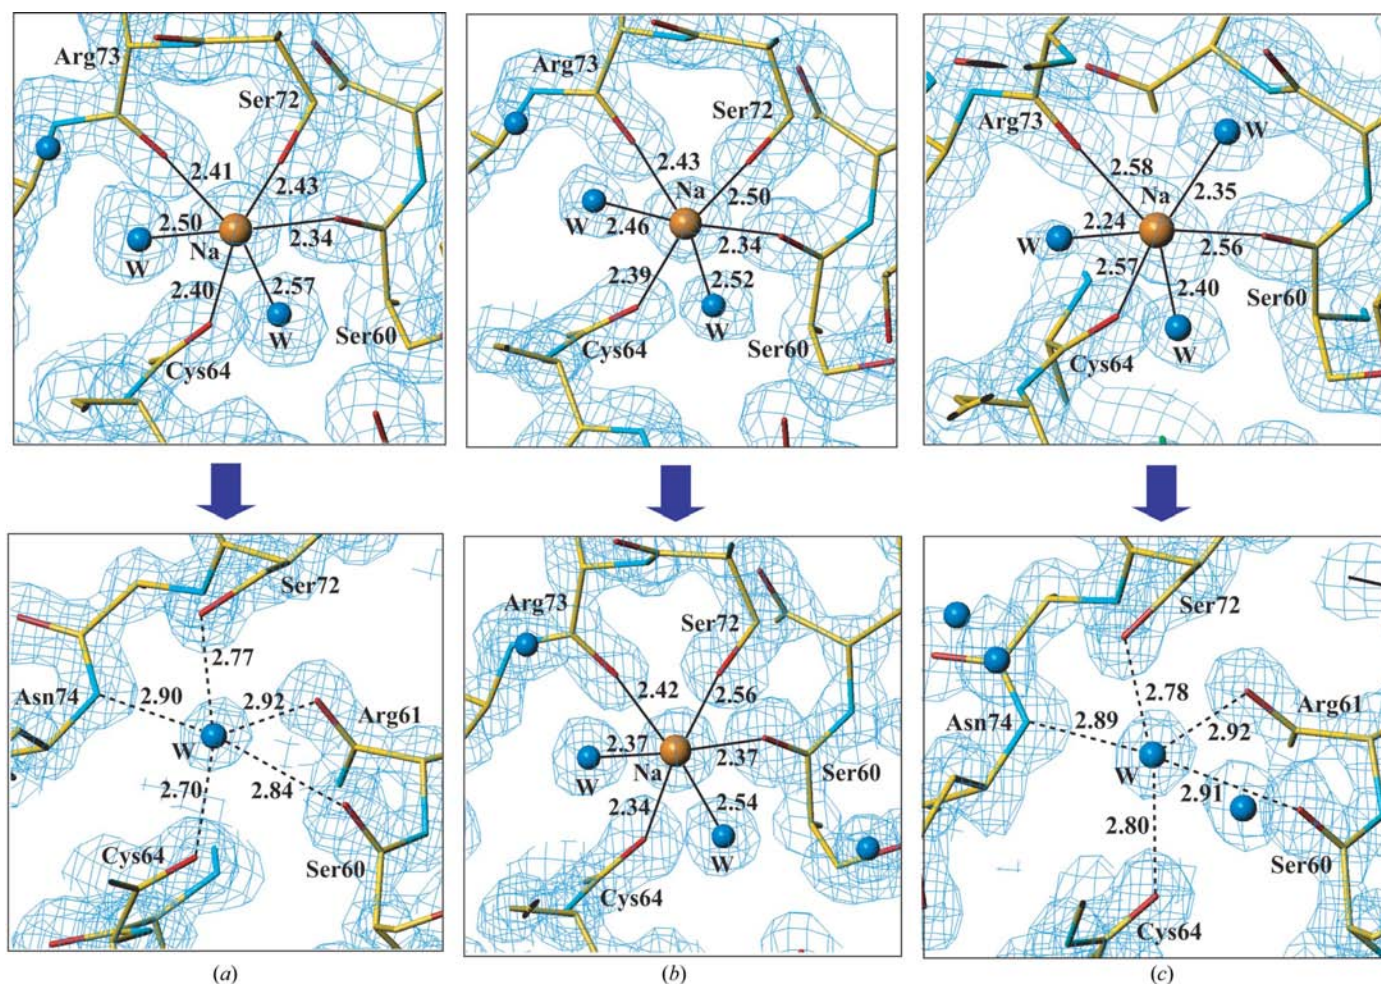 Arg73
Ser72
2.41
2.43
2.50
2.34
Na
W
2.40
2.57
W
Ser60
Cys64
Arg73
Ser72
2.43
Na
2.50
W
2.46
2.34
2.39
2.52
W
Cys64
Ser60
W
Arg73
2.58
Na
2.35
2.24
W
2.56
2.57
2.40
Ser60
W
Cys64
Ser72
2.77
2.90
2.92
Asn74
Arg61
W
2.70
2.84
Cys64
Ser60
Arg73
Ser72
2.42
2.56
2.37
2.37
W
Na
Ser60
2.34
2.54
W
Cys64
Ser72
2.78
Arg61
Asn74
2.89
2.92
W
2.91
2.80
Ser60
Cys64
(a)
(b)
(c)